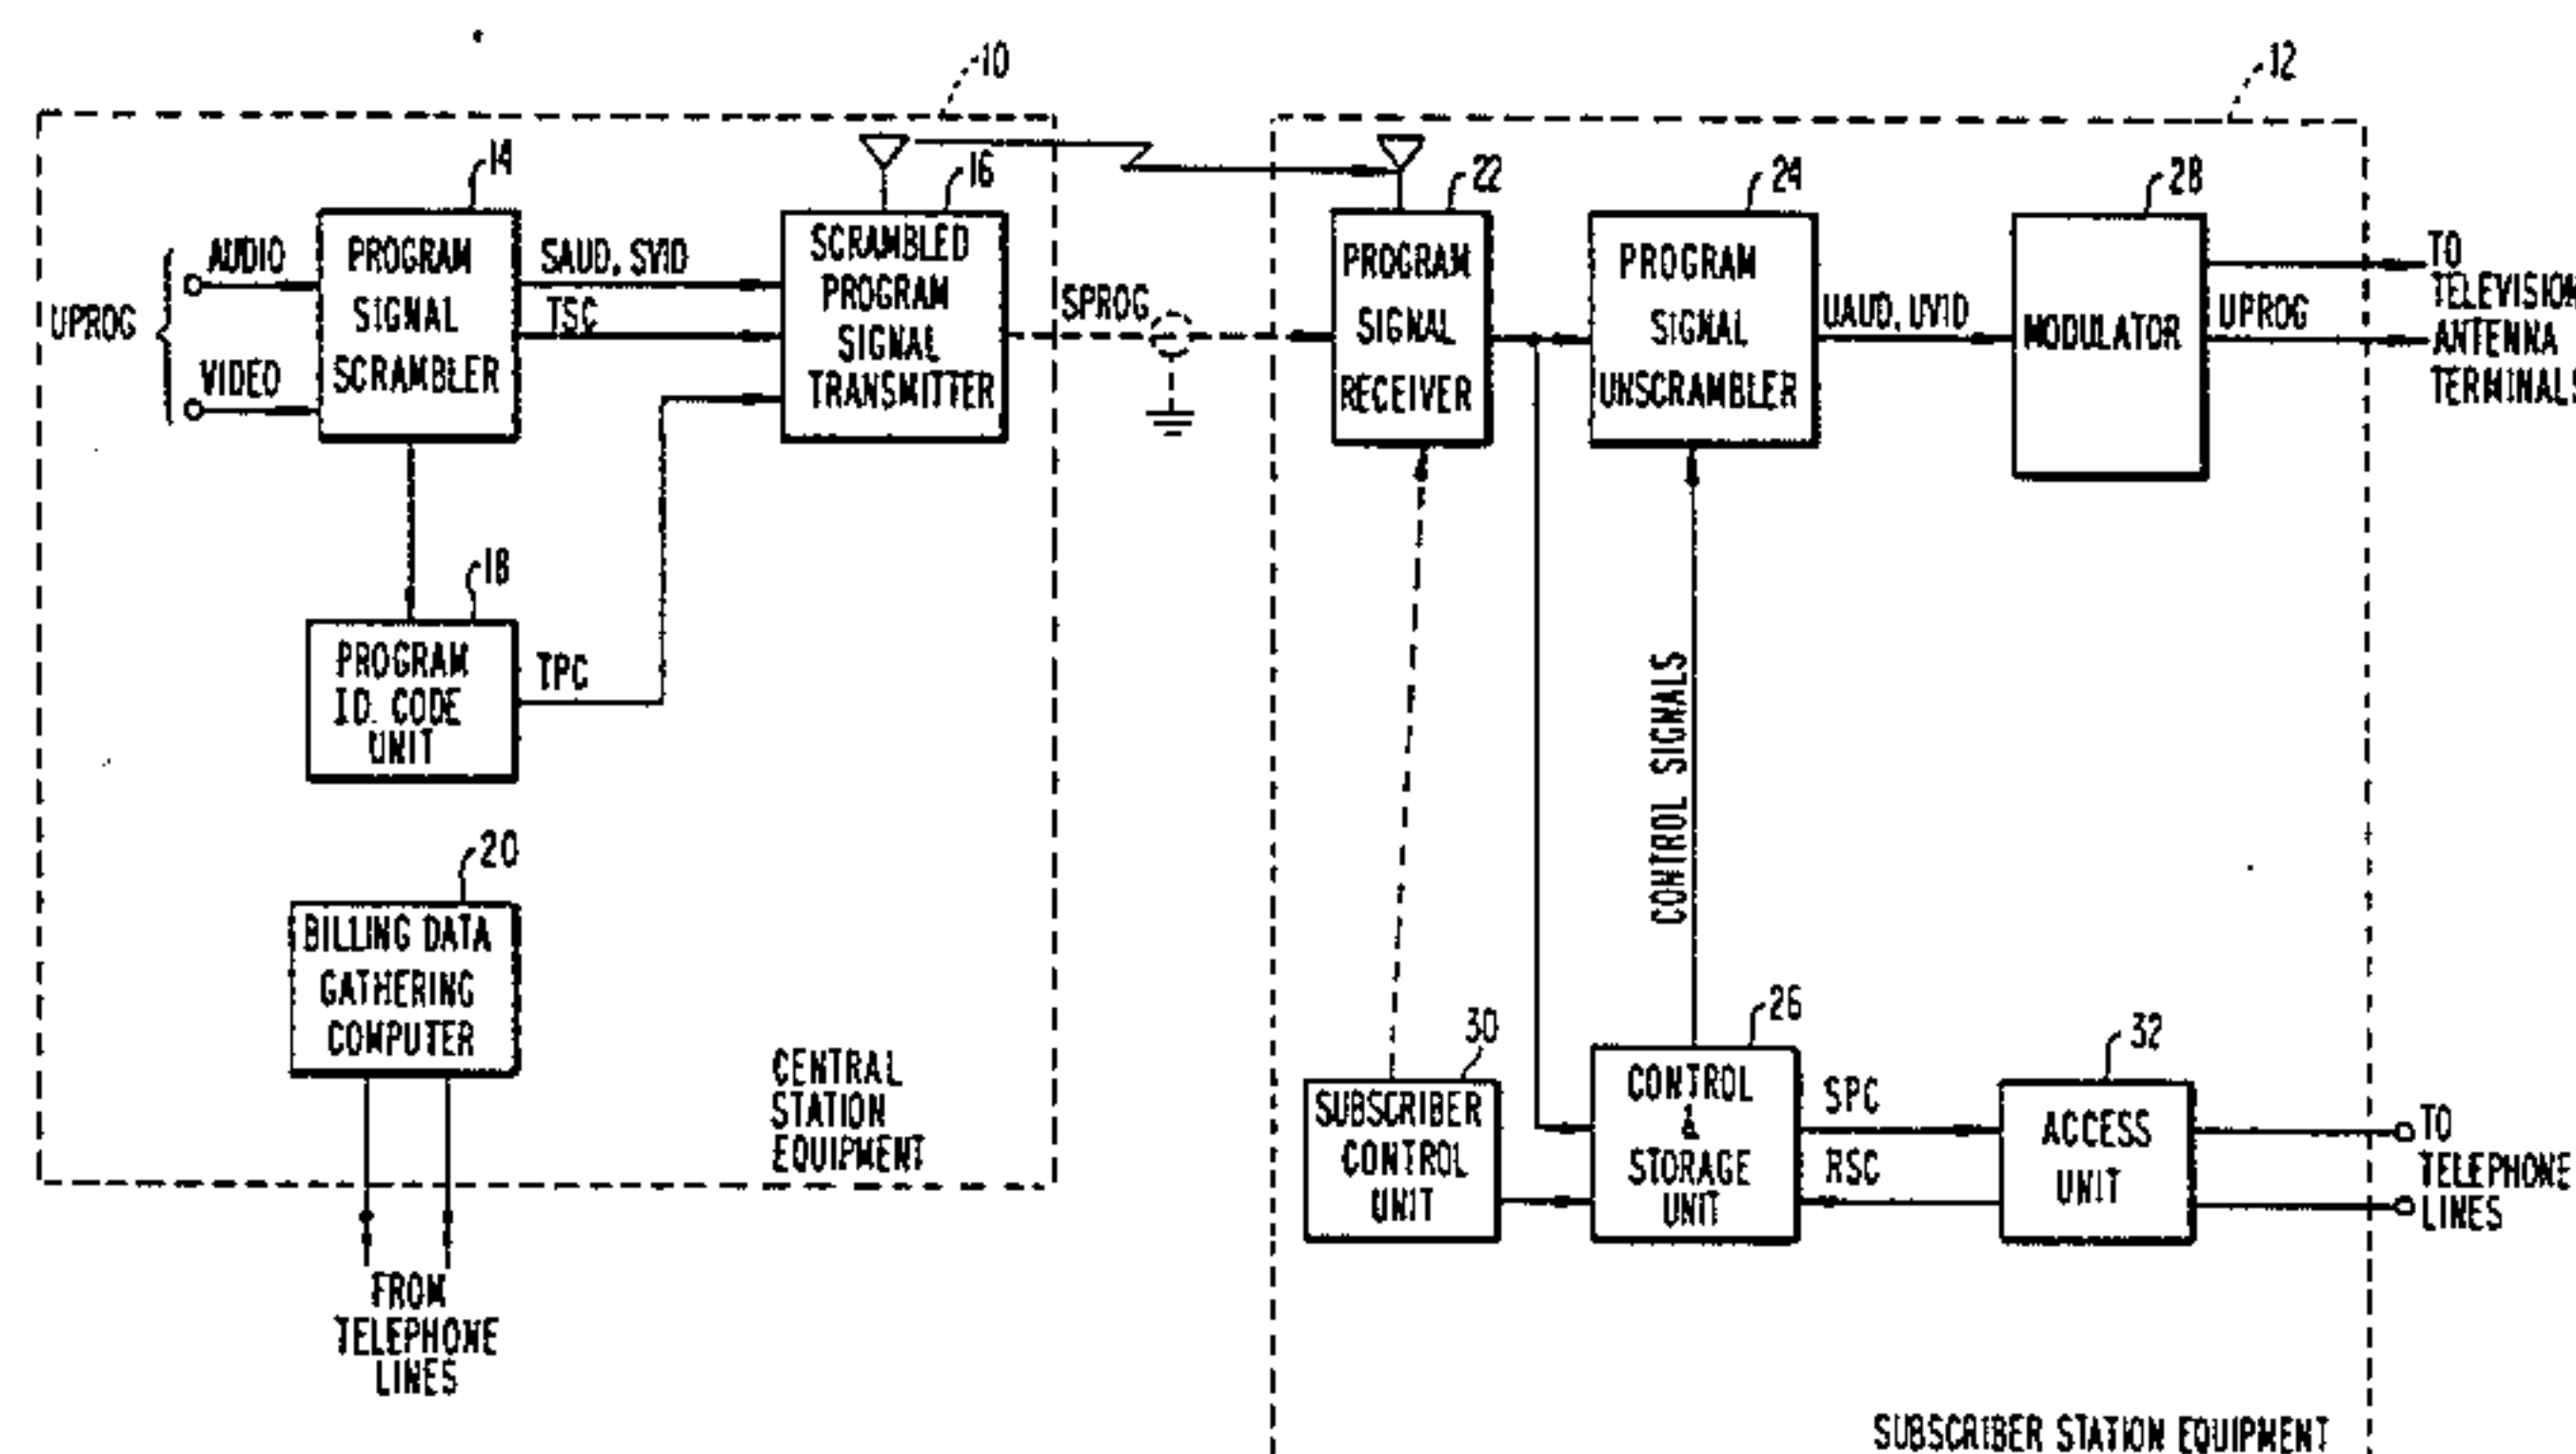 10
12
14
16
22
24
28
UPROG
AUDIO
VIDEO
PROGRAM
SIGNAL
SCRAMBLER
SAUD, SVID
TSC
SCRAMBLED
PROGRAM
SIGNAL
TRANSMITTER
SPROG
PROGRAM
SIGNAL
RECEIVER
PROGRAM
SIGNAL
UNSCRAMBLER
UAUD, UVID
MODULATOR
UPROG
TO
TELEVISION
ANTENNA
TERMINALS
18
PROGRAM
ID. CODE
UNIT
TPC
CONTROL SIGNALS
20
BILLING DATA
GATHERING
COMPUTER
CENTRAL
STATION
EQUIPMENT
FROM
TELEPHONE
LINES
30
SUBSCRIBER
CONTROL
UNIT
26
CONTROL
&
STORAGE
UNIT
SPC
RSC
32
ACCESS
UNIT
TO
TELEPHONE
LINES
SUBSCRIBER STATION EQUIPMENT